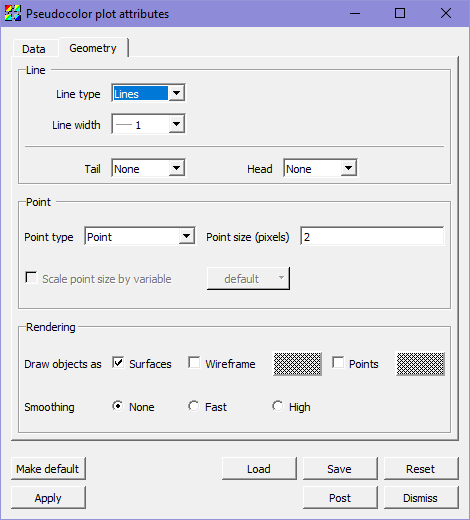 Pseudocolor plot attributes
Data Geometry
Line
Line type Lines
Line width 1
Tail None Head None
Point
Point type Point Point size (pixels) 2
Scale point size by variable default
Rendering
Draw objects as Surfaces Wireframe Points
Smoothing None Fast High
Make default Load Save Reset
Apply Post Dismiss